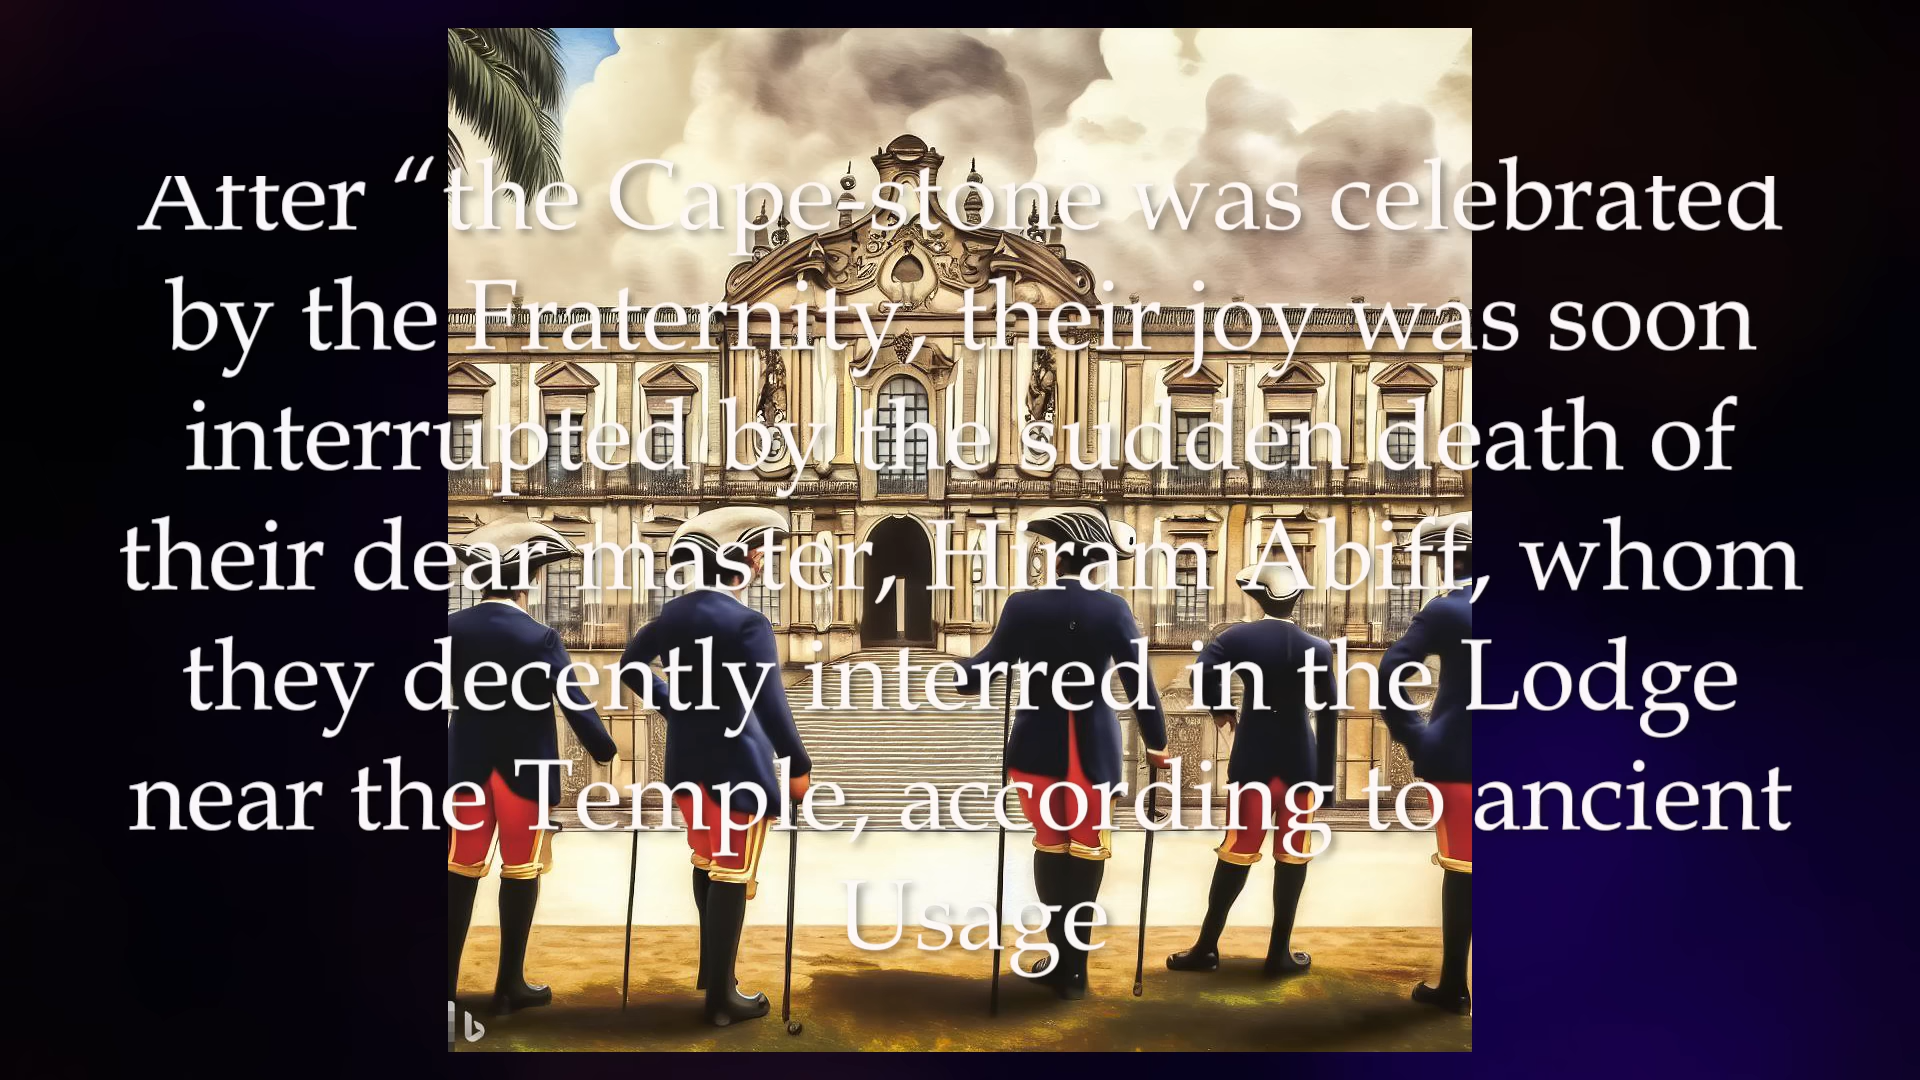 After “the Cape-stone was celebrated
by the Fraternity, their joy was soon
interrupted by the sudden death of
their dear master, Hiram Abiff, whom
they decently interred in the Lodge
near the Temple, according to ancient
Usage